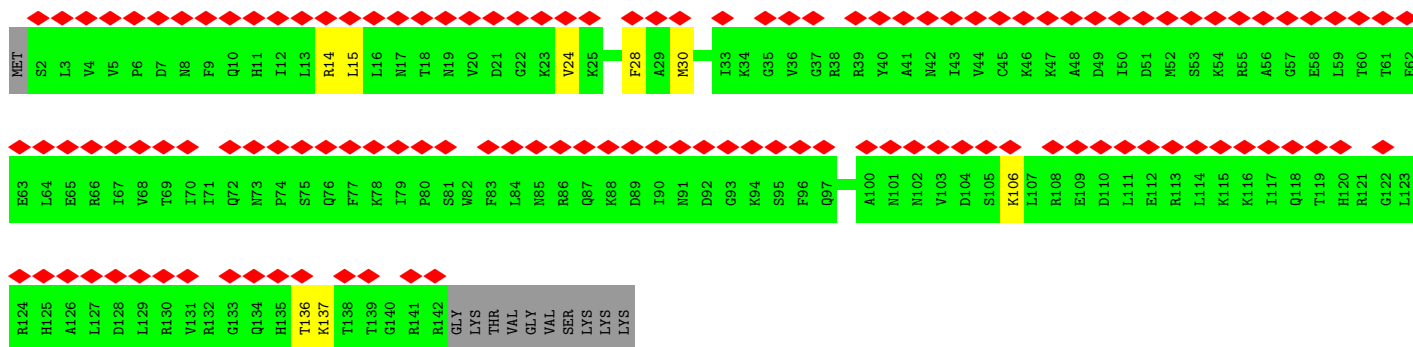 MET S2 L3 V4 V5 P6 D7 N8 F9 Q10 H11 I12 L13 R14 L15 L16 N17 T18 N19 V20 D21 G22 K23 V24 K25 F28 A29 M30 I33 K34 G35 V36 G37 R38 R39 Y40 A41 N42 I43 V44 C45 K46 K47 A48 D49 I50 D51 M52 S53 K54 R55 A56 G57 E58 L59 T60 T61 E62
E63 L64 E65 R66 I67 V68 T69 I70 I71 Q72 N73 P74 S75 Q76 F77 K78 I79 P80 S81 W82 F83 L84 N85 R86 Q87 K88 D89 I90 N91 D92 G93 K94 S95 F96 Q97 A100 N101 N102 V103 D104 S105 K106 L107 R108 E109 D110 L111 E112 R113 L114 K115 K116 I117 Q118 T119 H120 R121 G122 L123
R124 H125 A126 L127 D128 L129 R130 V131 R132 G133 Q134 H135 T136 K137 T138 T139 G140 R141 R142 GLY LYS THR VAL GLY VAL SER LYS LYS LYS